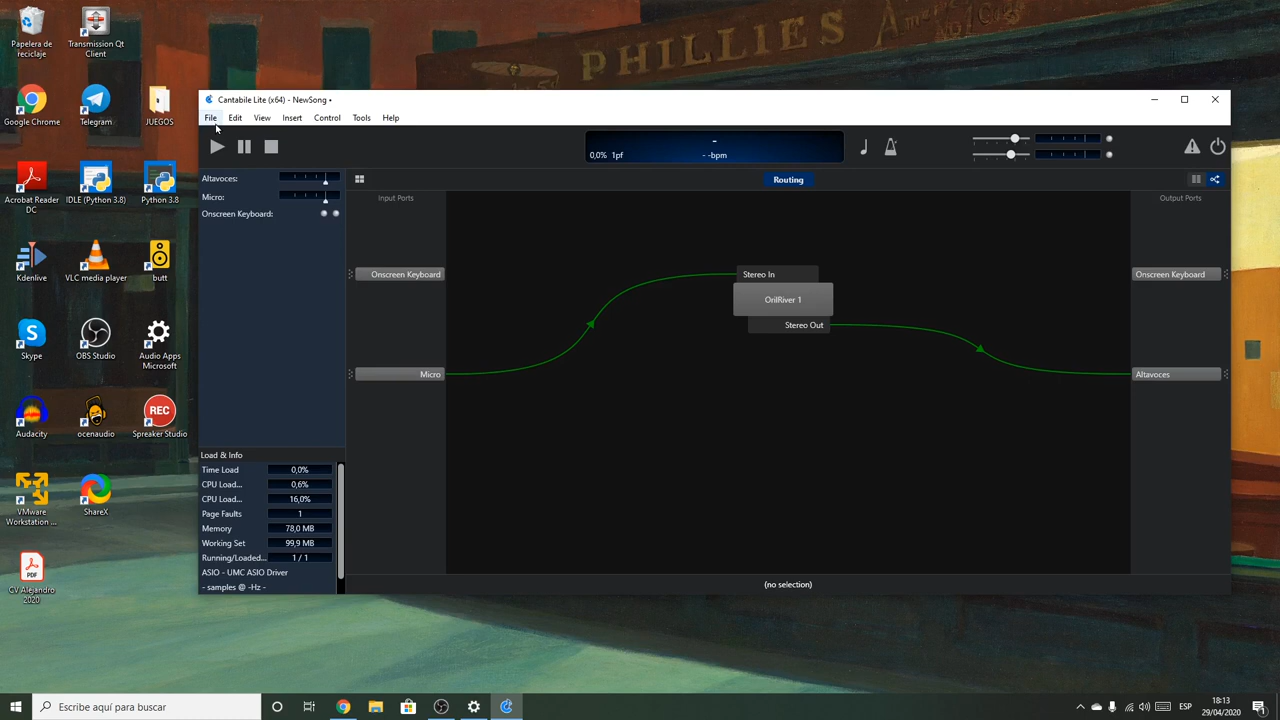 PHILLIES
Papelera de
reciclaje
Transmission Qt
Client
Google Chrome
Telegram
JUEGOS
Acrobat Reader
DC
IDLE (Python 3.8)
Python 3.8
Kdenlive
VLC media player
butt
Skype
OBS Studio
Audio Apps
Microsoft
Audacity
ocenaudio
REC
Spreaker Studio
VMware
Workstation ...
ShareX
PDF
CV Alejandro
2020
Cantabile Lite (x64) - NewSong •
File Edit View Insert Control Tools Help
-
0,0% 1pf
- -bpm
Altavoces:
Micro:
Onscreen Keyboard:
Routing
Input Ports
Output Ports
Onscreen Keyboard
Stereo In
OrilRiver 1
Stereo Out
Onscreen Keyboard
Micro
Altavoces
Load & Info
Time Load 0,0%
CPU Load... 0,6%
CPU Load... 16,0%
Page Faults 1
Memory 78,0 MB
Working Set 99,9 MB
Running/Loaded... 1 / 1
ASIO - UMC ASIO Driver
- samples @ -Hz -
(no selection)
Escribe aquí para buscar
ESP
18:13
29/04/2020
1